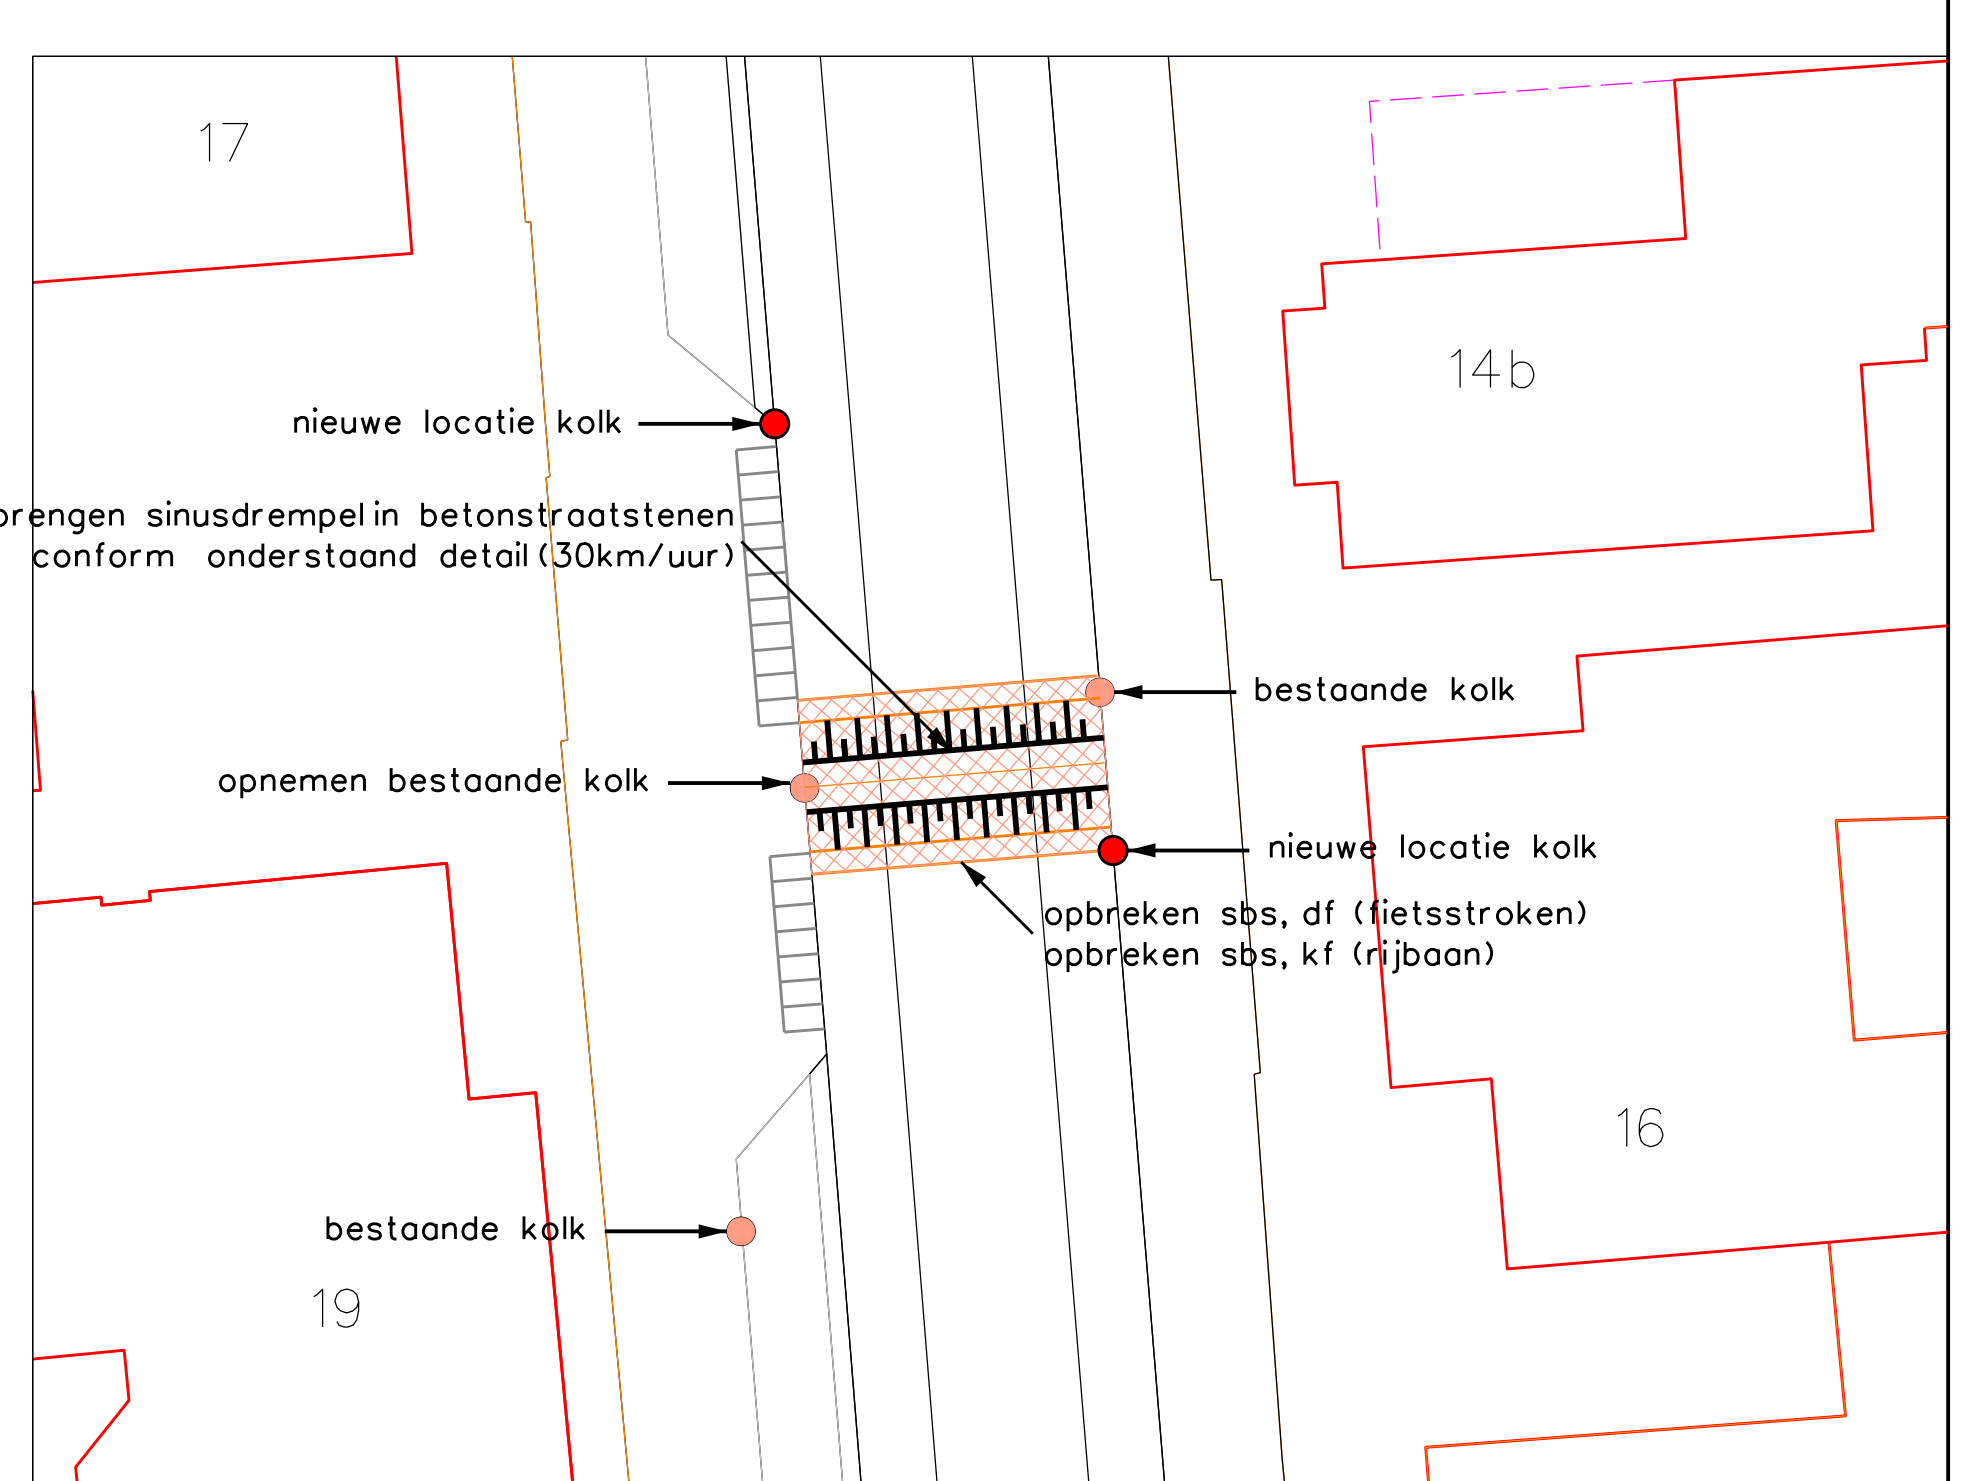 17
14b
nieuwe locatie kolk
sinusdrempel in betonstraatstenen
conform onderstaand detail (30km/uur)
bestaande kolk
opnemen bestaande kolk
nieuwe locatie kolk
opbreken sbs, df (fietsstroken)
opbreken sbs, kf (rijbaan)
16
bestaande kolk
19